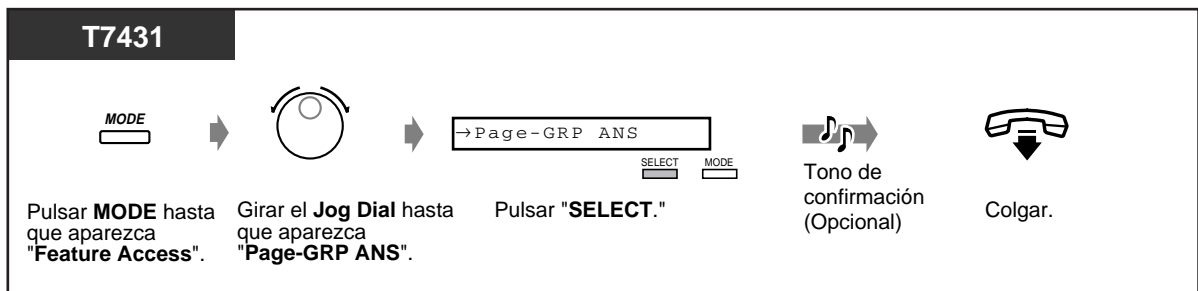 T7431
MODE
→Page-GRP ANS
SELECT MODE
Pulsar MODE hasta
que aparezca
"Feature Access".
Girar el Jog Dial hasta
que aparezca
"Page-GRP ANS".
Pulsar "SELECT."
Tono de
confirmación
(Opcional)
Colgar.